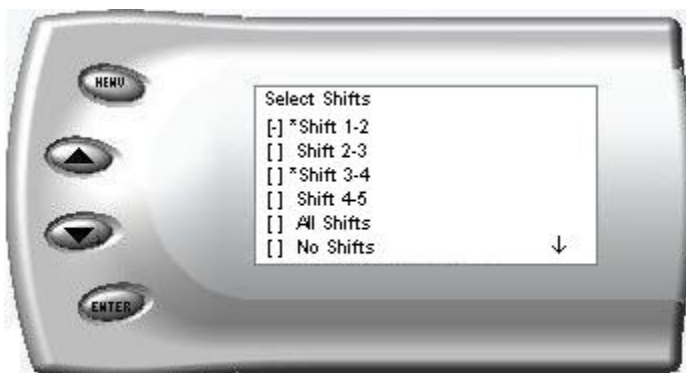 MENU
Select Shifts
[-] *Shift 1-2
[ ] Shift 2-3
[ ] *Shift 3-4
[ ] Shift 4-5
[ ] All Shifts
[ ] No Shifts ↓
ENTER